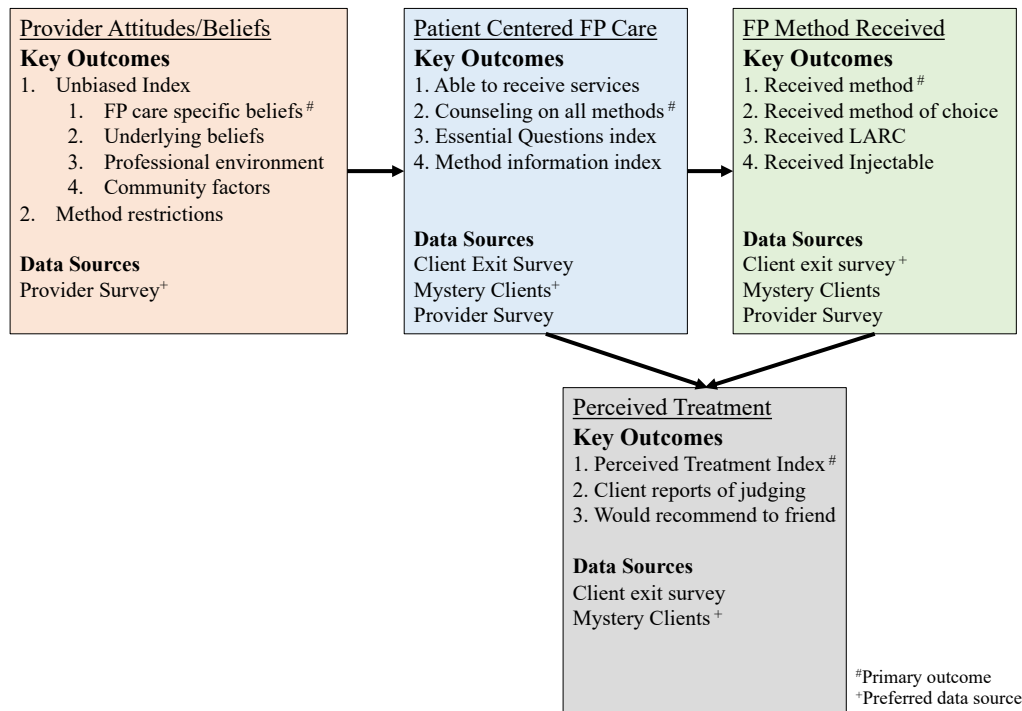 Provider Attitudes/Beliefs
Key Outcomes
1. Unbiased Index
1. FP care specific beliefs #
2. Underlying beliefs
3. Professional environment
4. Community factors
2. Method restrictions
Data Sources
Provider Survey+
Patient Centered FP Care
Key Outcomes
1. Able to receive services
2. Counseling on all methods #
3. Essential Questions index
4. Method information index
Data Sources
Client Exit Survey
Mystery Clients+
Provider Survey
FP Method Received
Key Outcomes
1. Received method #
2. Received method of choice
3. Received LARC
4. Received Injectable
Data Sources
Client exit survey +
Mystery Clients
Provider Survey
Perceived Treatment
Key Outcomes
1. Perceived Treatment Index #
2. Client reports of judging
3. Would recommend to friend
Data Sources
Client exit survey
Mystery Clients +
#Primary outcome
+Preferred data source